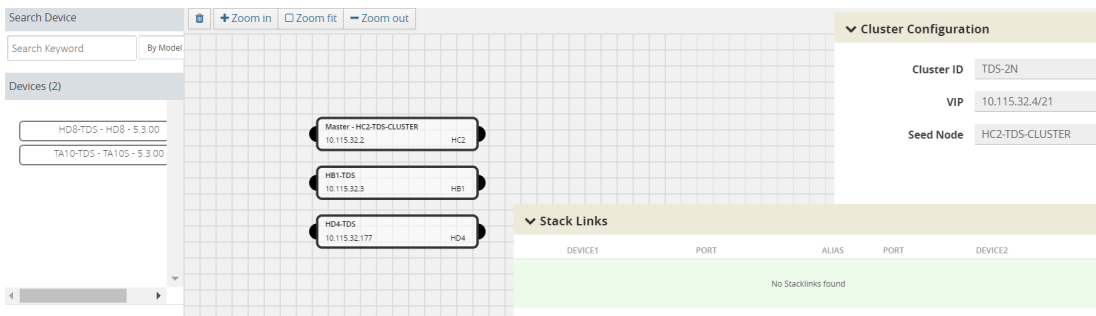 Search Device
Search Keyword
By Model
Devices (2)
HD8-TDS - HD8 - 5.3.00
TA10-TDS - TA10S - 5.3.00
Zoom in
Zoom fit
Zoom out
Master - HC2-TDS-CLUSTER
10.115.32.2 HC2
HB1-TDS
10.115.32.3 HB1
HD4-TDS
10.115.32.177 HD4
Cluster Configuration
Cluster ID TDS-2N
VIP 10.115.32.4/21
Seed Node HC2-TDS-CLUSTER
Stack Links
DEVICE1 PORT ALIAS PORT DEVICE2
No Stacklinks found